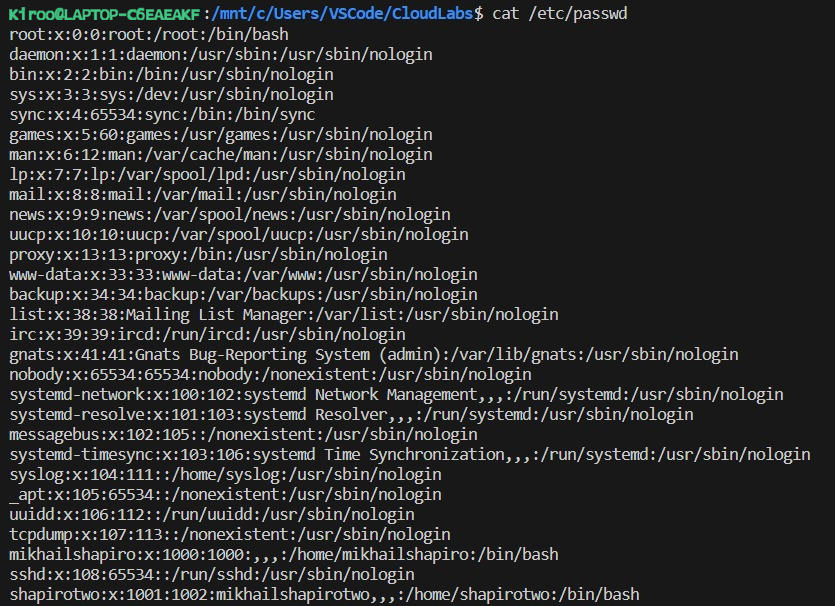 K1roo@LAPTOP-C6EAEAKF:/mnt/c/Users/VSCode/CloudLabs$ cat /etc/passwd
root:x:0:0:root:/root:/bin/bash
daemon:x:1:1:daemon:/usr/sbin:/usr/sbin/nologin
bin:x:2:2:bin:/bin:/usr/sbin/nologin
sys:x:3:3:sys:/dev:/usr/sbin/nologin
sync:x:4:65534:sync:/bin:/bin/sync
games:x:5:60:games:/usr/games:/usr/sbin/nologin
man:x:6:12:man:/var/cache/man:/usr/sbin/nologin
lp:x:7:7:lp:/var/spool/lpd:/usr/sbin/nologin
mail:x:8:8:mail:/var/mail:/usr/sbin/nologin
news:x:9:9:news:/var/spool/news:/usr/sbin/nologin
uucp:x:10:10:uucp:/var/spool/uucp:/usr/sbin/nologin
proxy:x:13:13:proxy:/bin:/usr/sbin/nologin
www-data:x:33:33:www-data:/var/www:/usr/sbin/nologin
backup:x:34:34:backup:/var/backups:/usr/sbin/nologin
list:x:38:38:Mailing List Manager:/var/list:/usr/sbin/nologin
irc:x:39:39:ircd:/run/ircd:/usr/sbin/nologin
gnats:x:41:41:Gnats Bug-Reporting System (admin):/var/lib/gnats:/usr/sbin/nologin
nobody:x:65534:65534:nobody:/nonexistent:/usr/sbin/nologin
systemd-network:x:100:102:systemd Network Management,,,:/run/systemd:/usr/sbin/nologin
systemd-resolve:x:101:103:systemd Resolver,,,:/run/systemd:/usr/sbin/nologin
messagebus:x:102:105::/nonexistent:/usr/sbin/nologin
systemd-timesync:x:103:106:systemd Time Synchronization,,,:/run/systemd:/usr/sbin/nologin
syslog:x:104:111::/home/syslog:/usr/sbin/nologin
_apt:x:105:65534::/nonexistent:/usr/sbin/nologin
uuidd:x:106:112::/run/uuidd:/usr/sbin/nologin
tcpdump:x:107:113::/nonexistent:/usr/sbin/nologin
mikhailshapiro:x:1000:1000:,,,:/home/mikhailshapiro:/bin/bash
sshd:x:108:65534::/run/sshd:/usr/sbin/nologin
shapirotwo:x:1001:1002:mikhailshapirotwo,,,:/home/shapirotwo:/bin/bash